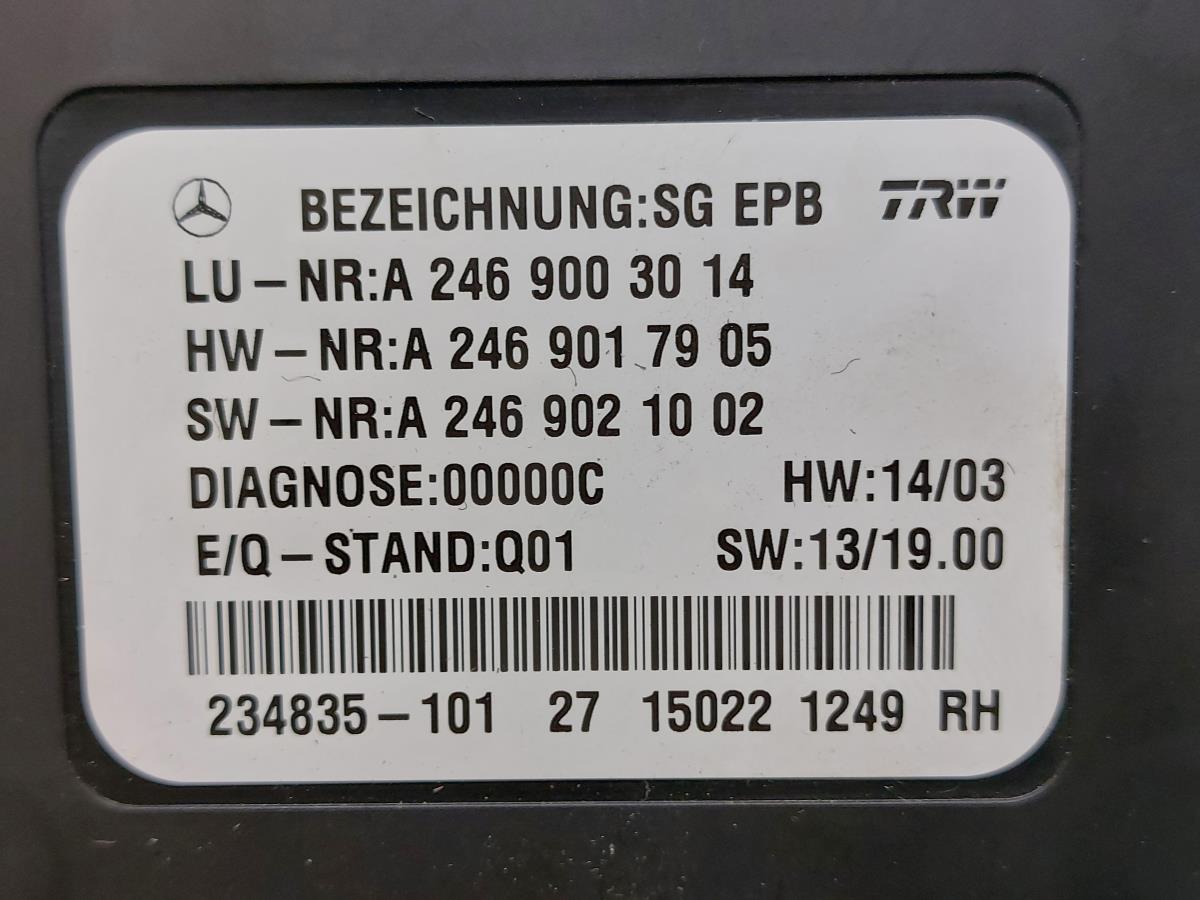 BEZEICHNUNG:SG EPB TRW
LU-NR:A 246 900 30 14
HW-NR:A 246 901 79 05
SW-NR:A 246 902 10 02
DIAGNOSE:00000C HW:14/03
E/Q-STAND:Q01 SW:13/19.00
234835-101 27 15022 1249 RH